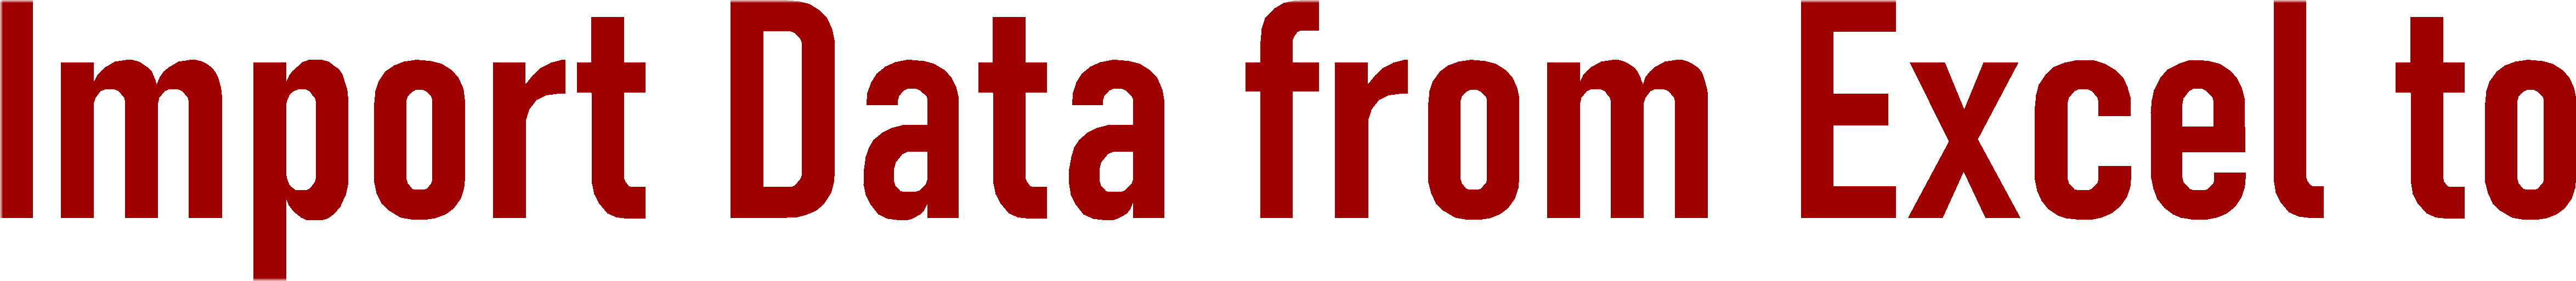 Import Data from Excel to